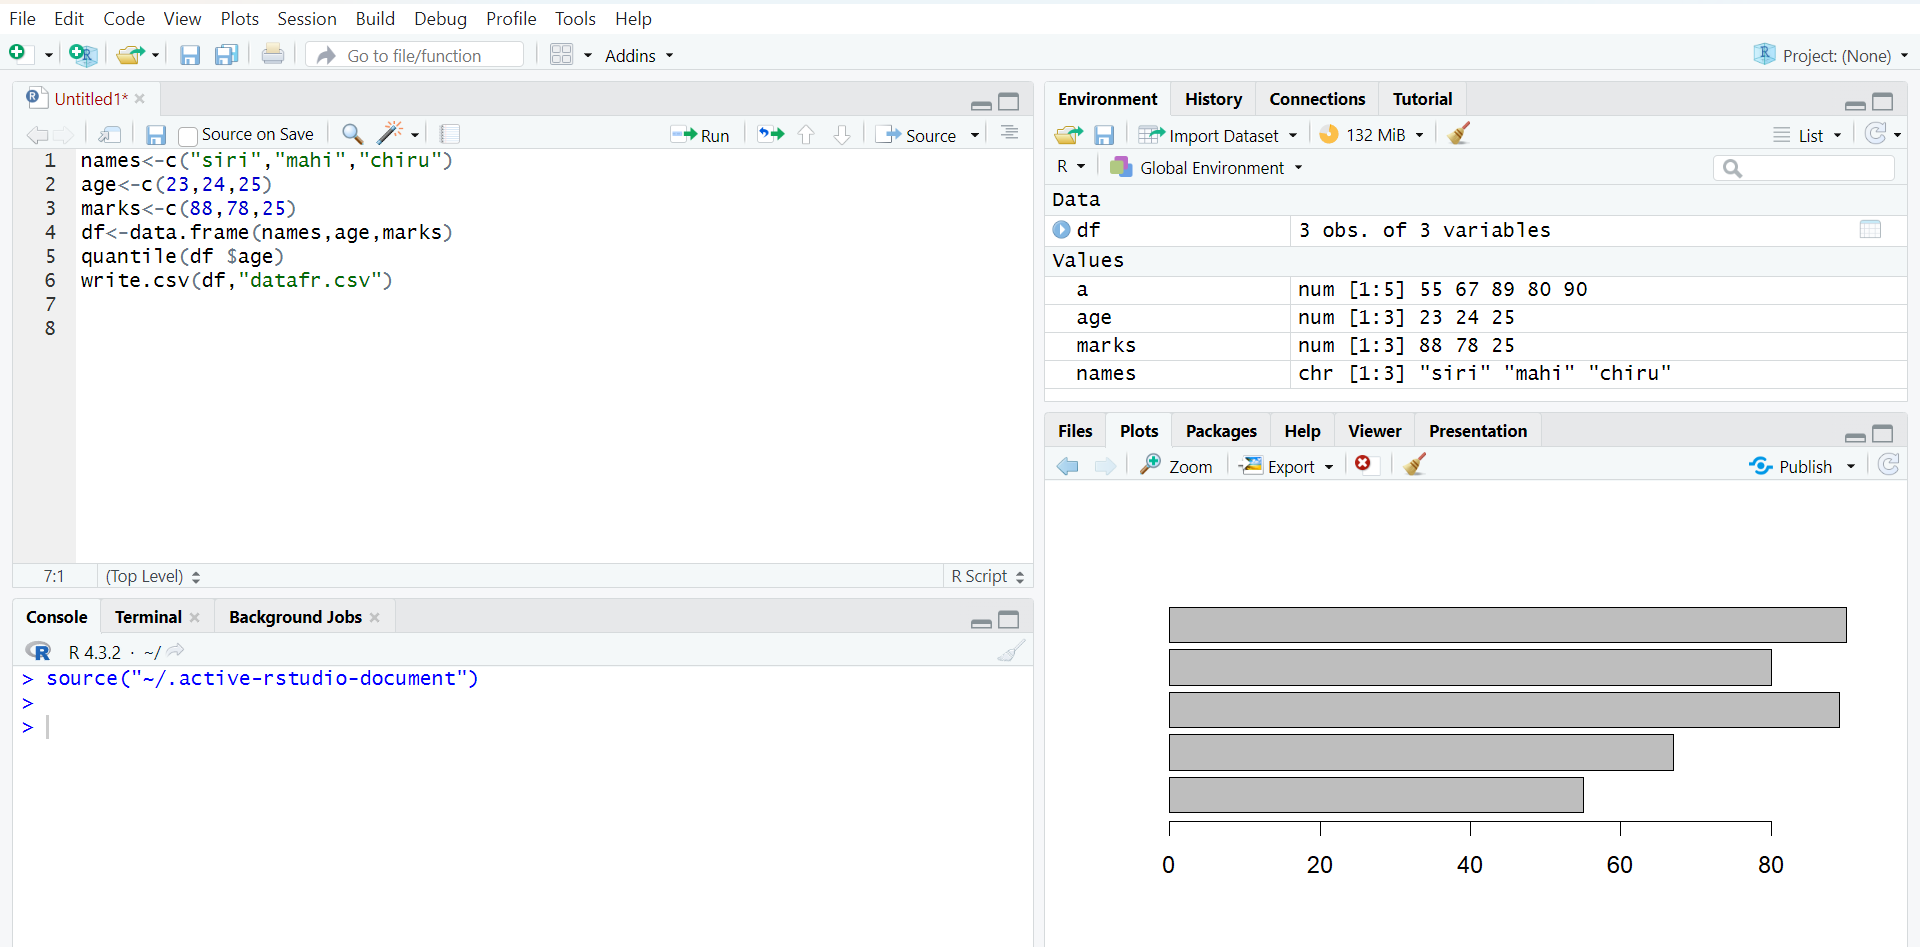 File Edit Code View Plots Session Build Debug Profile Tools Help
Go to file/function Addins Project: (None)
Untitled1*
Source on Save Run Source
1 names<-c("siri","mahi","chiru")
2 age<-c(23,24,25)
3 marks<-c(88,78,25)
4 df<-data.frame(names,age,marks)
5 quantile(df $age)
6 write.csv(df,"datafr.csv")
7
8
7:1 (Top Level) R Script
Console Terminal Background Jobs
R 4.3.2 · ~/
> source("~/.active-rstudio-document")
>
>
Environment History Connections Tutorial
Import Dataset 132 MiB List
R Global Environment
Data
df 3 obs. of 3 variables
Values
a num [1:5] 55 67 89 80 90
age num [1:3] 23 24 25
marks num [1:3] 88 78 25
names chr [1:3] "siri" "mahi" "chiru"
Files Plots Packages Help Viewer Presentation
Zoom Export Publish
0 20 40 60 80